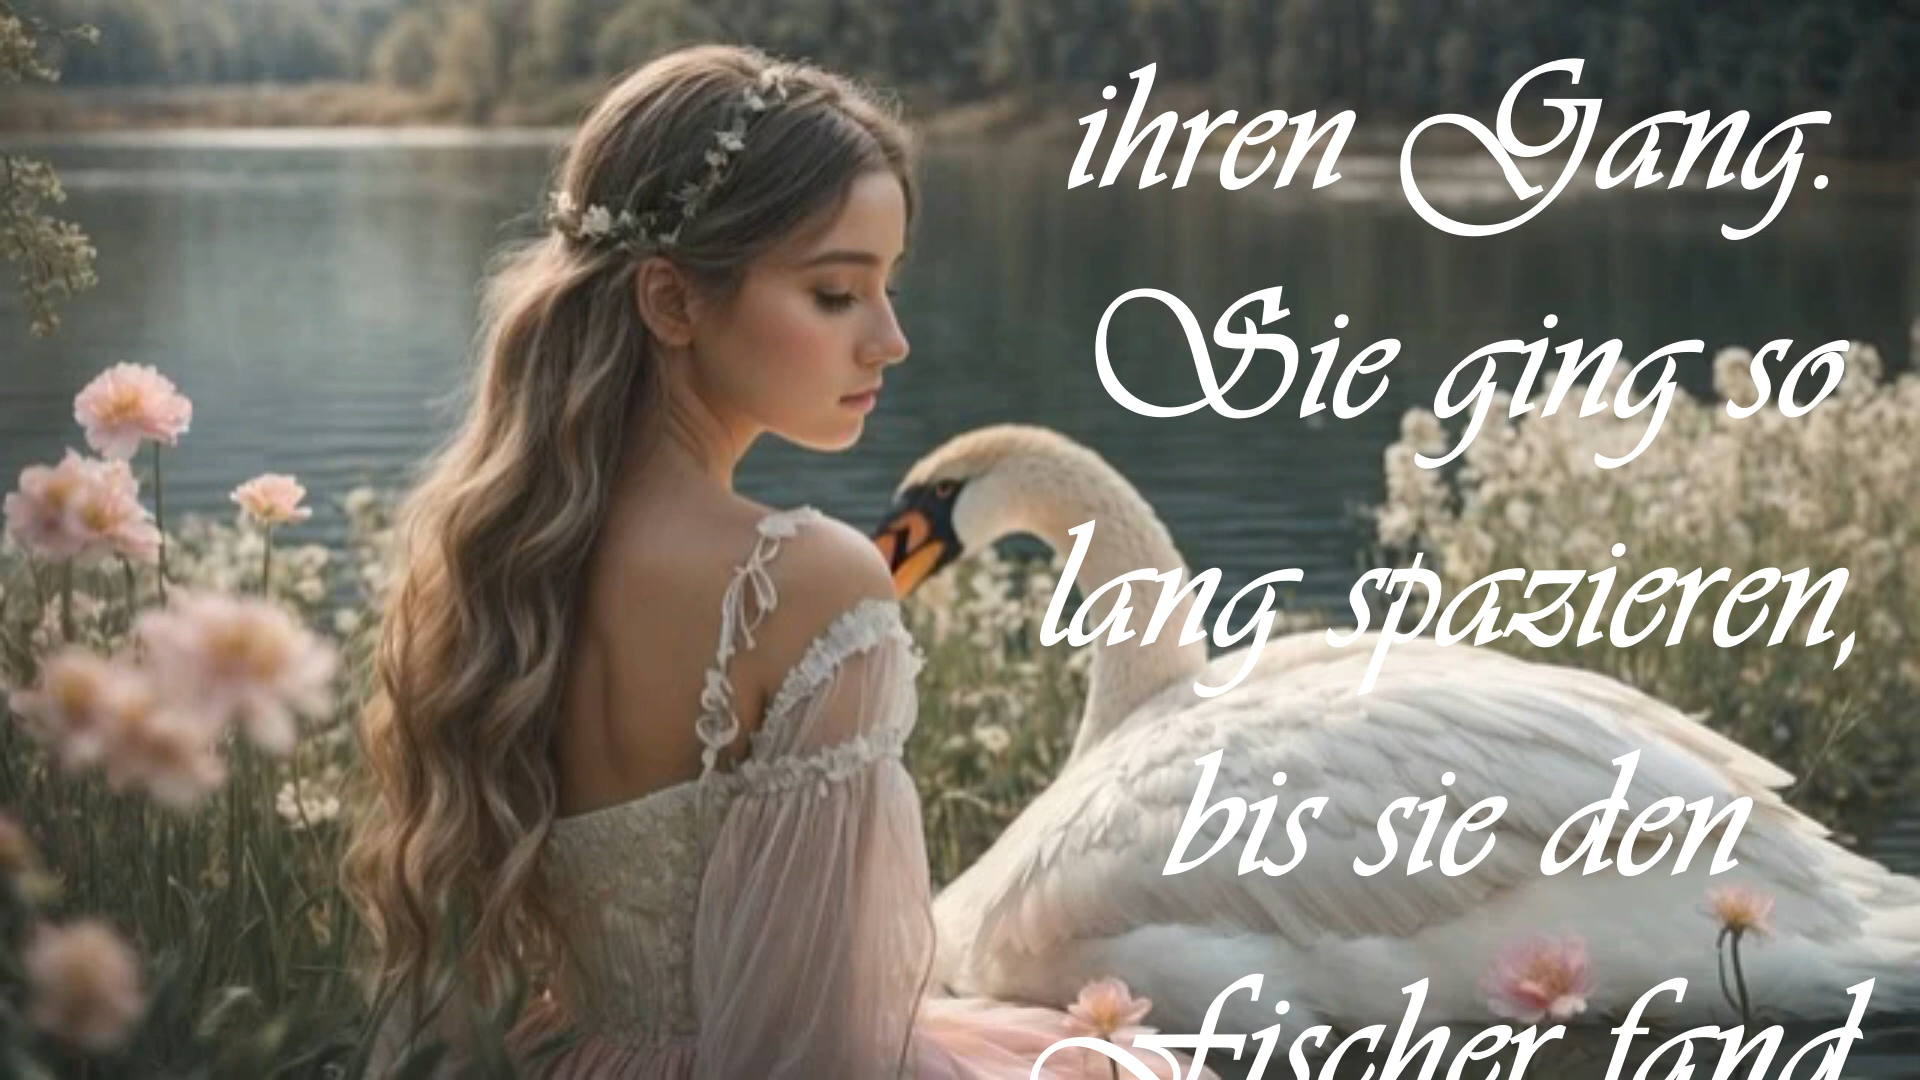 ihren Gang.
Sie ging so
lang spazieren,
bis sie den
Fischer fand